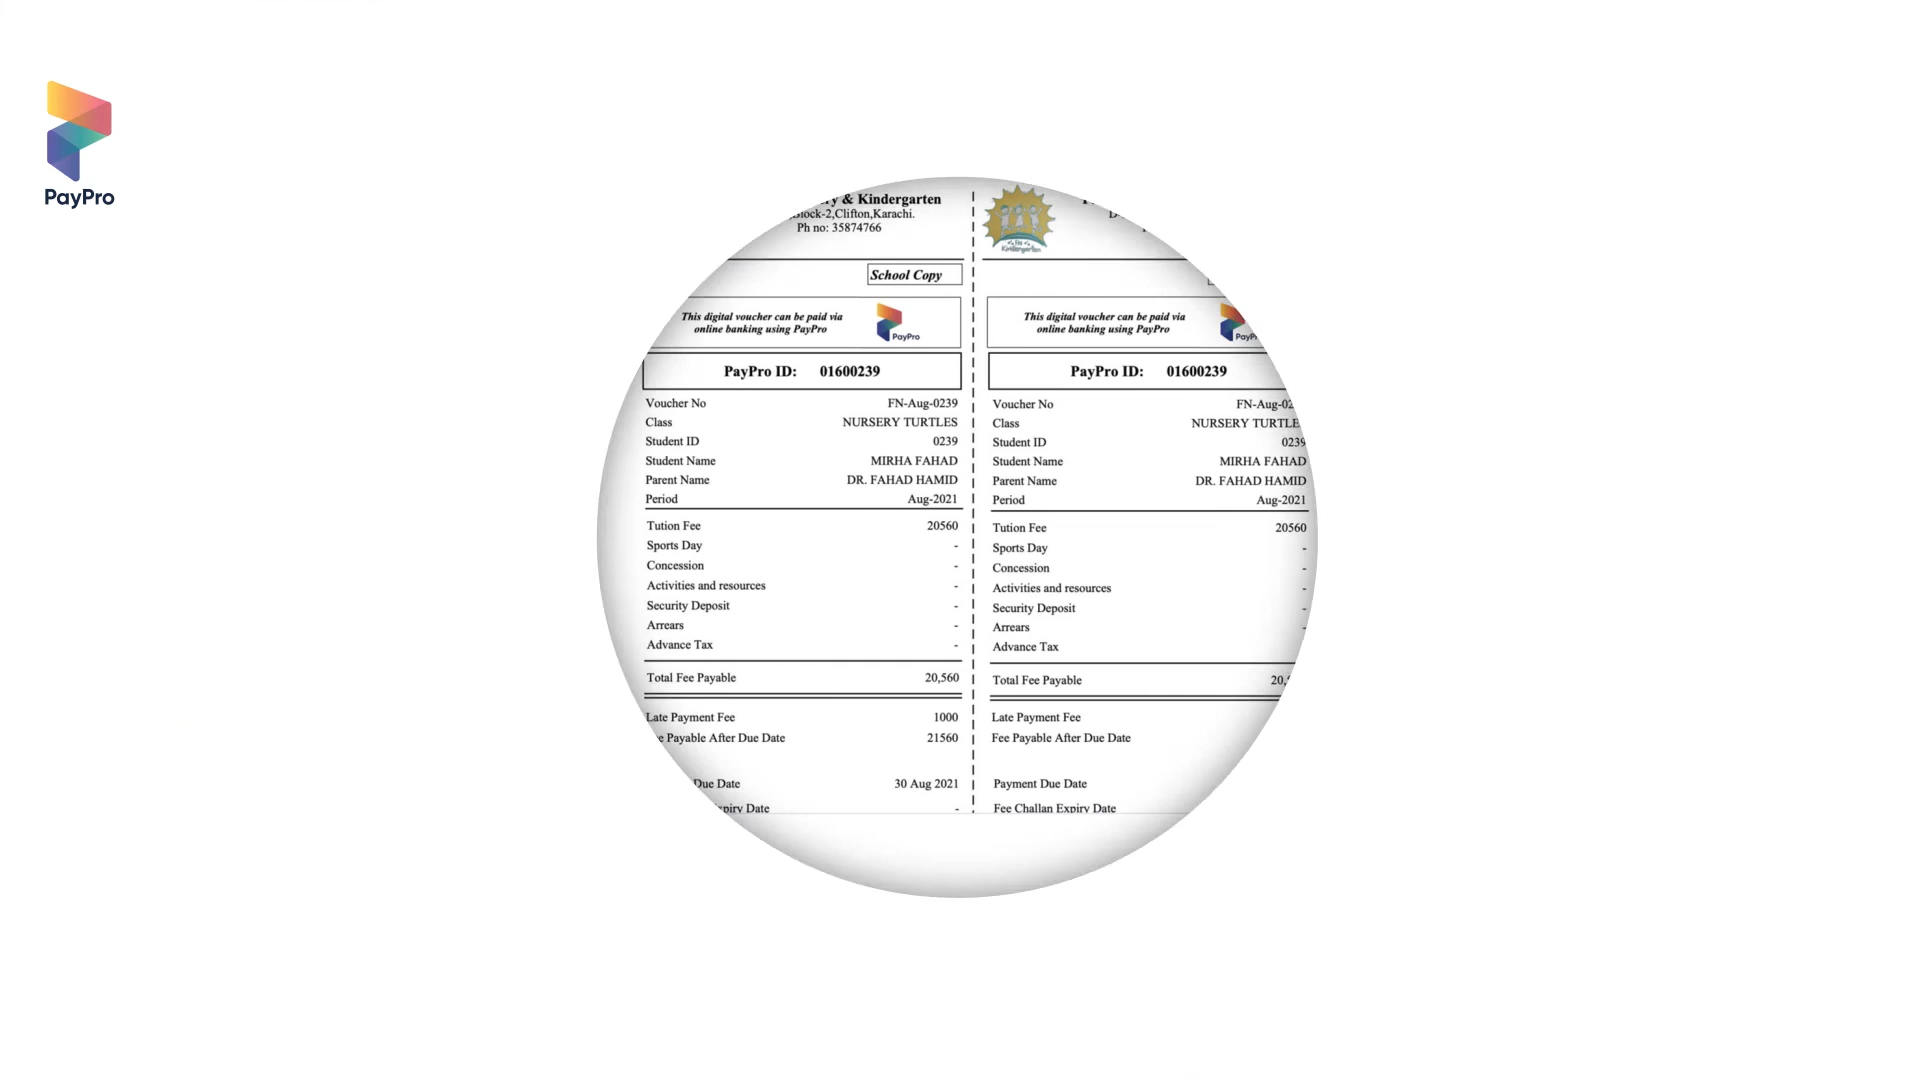 PayPro
& Kindergarten
Block-2,Clifton,Karachi.
Ph no: 35874766
School Copy
This digital voucher can be paid via
online banking using PayPro
PayPro
PayPro ID: 01600239
Voucher No FN-Aug-0239
Class NURSERY TURTLES
Student ID 0239
Student Name MIRHA FAHAD
Parent Name DR. FAHAD HAMID
Period Aug-2021
Tution Fee 20560
Sports Day -
Concession -
Activities and resources -
Security Deposit -
Arrears -
Advance Tax -
Total Fee Payable 20,560
Late Payment Fee 1000
Payable After Due Date 21560
Due Date 30 Aug 2021
Date -
Kindergarten
This digital voucher can be paid via
online banking using PayPro
PayPro ID: 01600239
Voucher No
Class
Student ID 0239
Student Name MIRHA FAHAD
Parent Name DR. FAHAD HAMID
Period Aug-2021
Tution Fee 20560
Sports Day -
Concession -
Activities and resources -
Security Deposit -
Arrears -
Advance Tax
Total Fee Payable
Late Payment Fee
Fee Payable After Due Date
Payment Due Date
Fee Challan Expiry Date